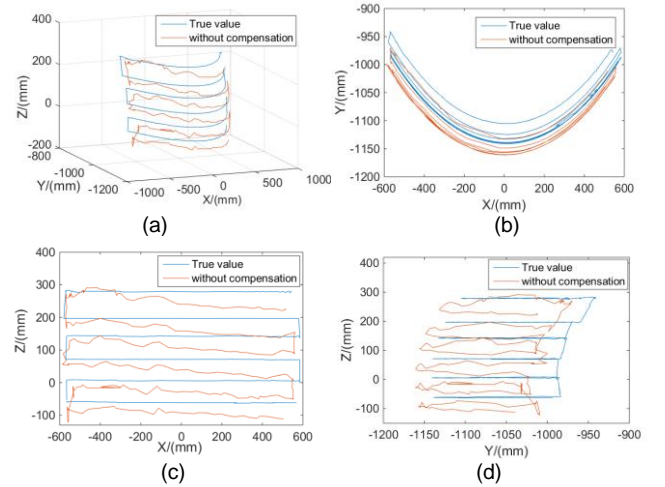 400
200
0
-200
-800
-1000
-1200
-1000
-500
0
500
1000
Z/(mm)
Y/(mm)
X/(mm)
True value
without compensation
(a)
-900
-950
-1000
-1050
-1100
-1150
-1200
-600
-400
-200
0
200
400
600
Y/(mm)
X/(mm)
True value
without compensation
(b)
400
300
200
100
0
-100
-600
-400
-200
0
200
400
600
Z/(mm)
X/(mm)
True value
without compensation
(c)
400
300
200
100
0
-100
-1200
-1150
-1100
-1050
-1000
-950
-900
Z/(mm)
Y/(mm)
True value
without compensation
(d)